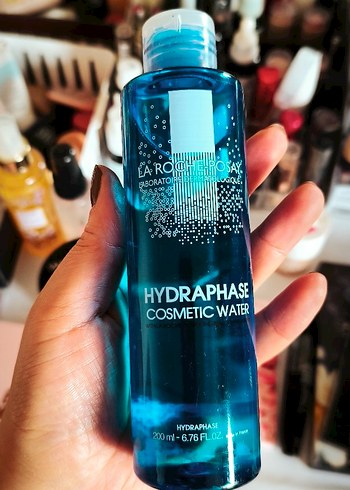 LA ROCHE-POSAY
HYDRAPHASE
COSMETIC WATER
HYDRAPHASE
200 ml - 6.76 FL.OZ.